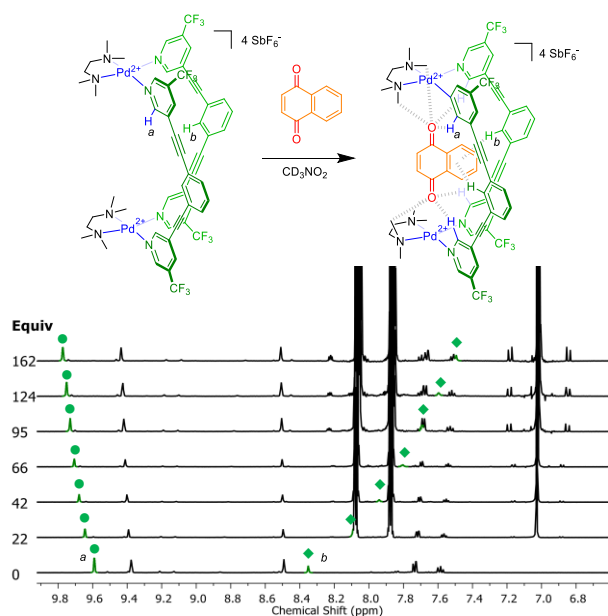 CF₃
4 SbF₆⁻
N
Pd²⁺
N
N
CF₃
N
H
a
H
b
N
Pd²⁺
N
N
CF₃
N
CF₃
O
O
CD₃NO₂
CF₃
4 SbF₆⁻
N
Pd²⁺
N
N
CF₃
H
H
a
O
H
b
H
O
H
N
H
N
Pd²⁺
N
N
CF₃
CF₃
Equiv
162
124
95
66
42
22
0
a
b
9.8 9.6 9.4 9.2 9.0 8.8 8.6 8.4 8.2 8.0 7.8 7.6 7.4 7.2 7.0 6.8
Chemical Shift (ppm)